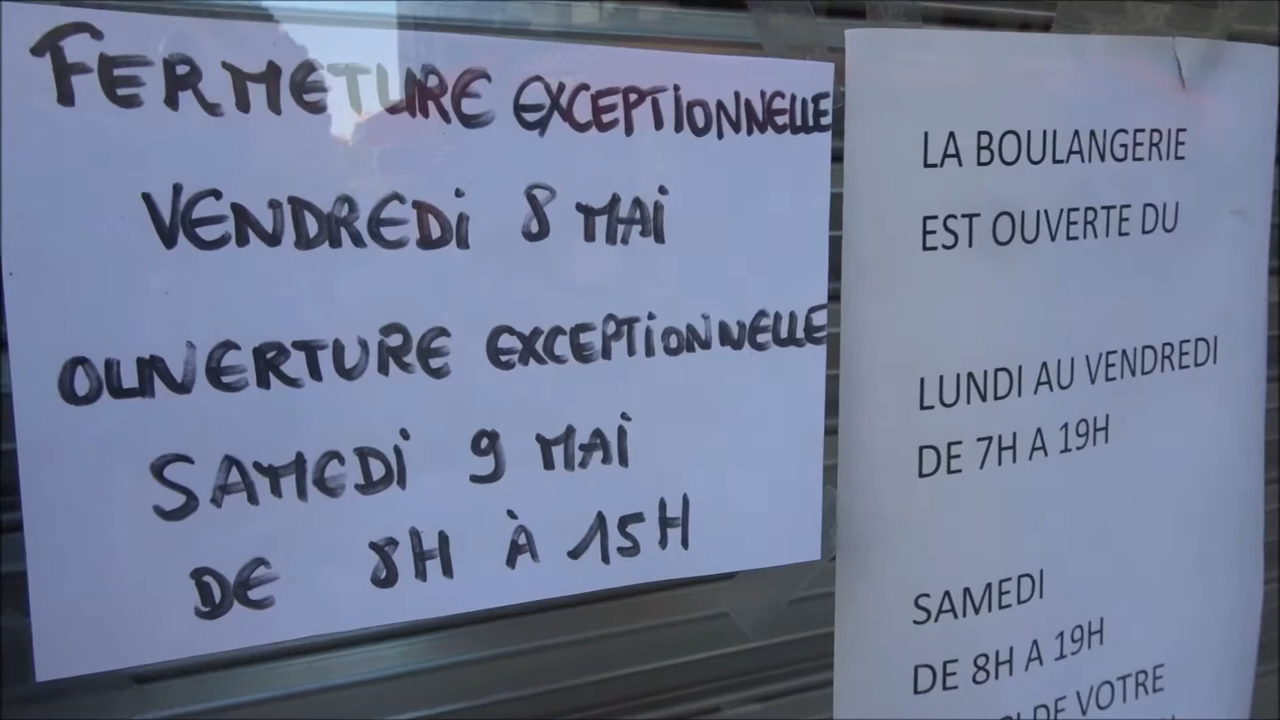 FERMETURE EXCEPTIONNELLE
VENDREDI 8 MAI
OUVERTURE EXCEPTIONNELLE
SAMEDI 9 MAI
DE 8H À 15H
LA BOULANGERIE
EST OUVERTE DU
LUNDI AU VENDREDI
DE 7H A 19H
SAMEDI
DE 8H A 19H
DE VOTRE